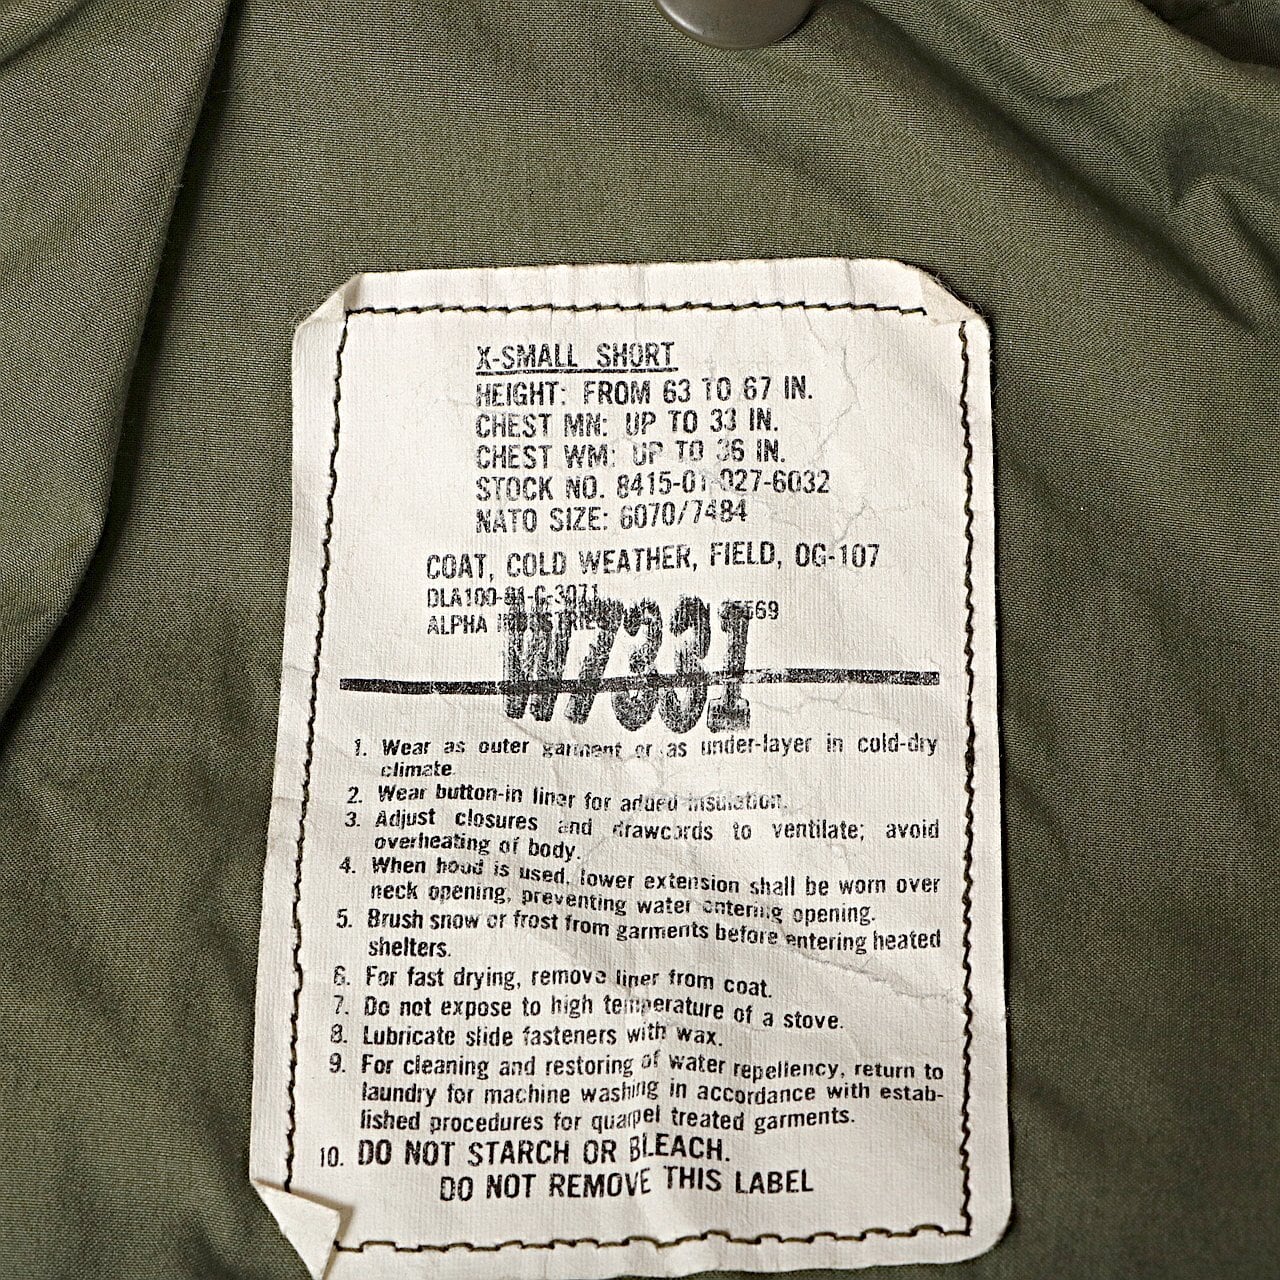 X-SMALL SHORT
HEIGHT: FROM 63 TO 67 IN.
CHEST MN: UP TO 33 IN.
CHEST WM: UP TO 36 IN.
STOCK NO. 8415-01-027-6032
NATO SIZE: 6070/7484
COAT, COLD WEATHER, FIELD, OG-107
ALPHA INDUSTRIES
W7331
1. Wear as outer garment or as under-layer in cold-dry
climate.
2. Wear button-in liner for added insulation.
3. Adjust closures and drawcords to ventilate; avoid
overheating of body.
4. When hood is used, lower extension shall be worn over
neck opening, preventing water entering opening.
5. Brush snow or frost from garments before entering heated
shelters.
6. For fast drying, remove liner from coat.
7. Do not expose to high temperature of a stove.
8. Lubricate slide fasteners with wax.
9. For cleaning and restoring of water repellency, return to
laundry for machine washing in accordance with estab-
lished procedures for quarpel treated garments.
10. DO NOT STARCH OR BLEACH.
DO NOT REMOVE THIS LABEL